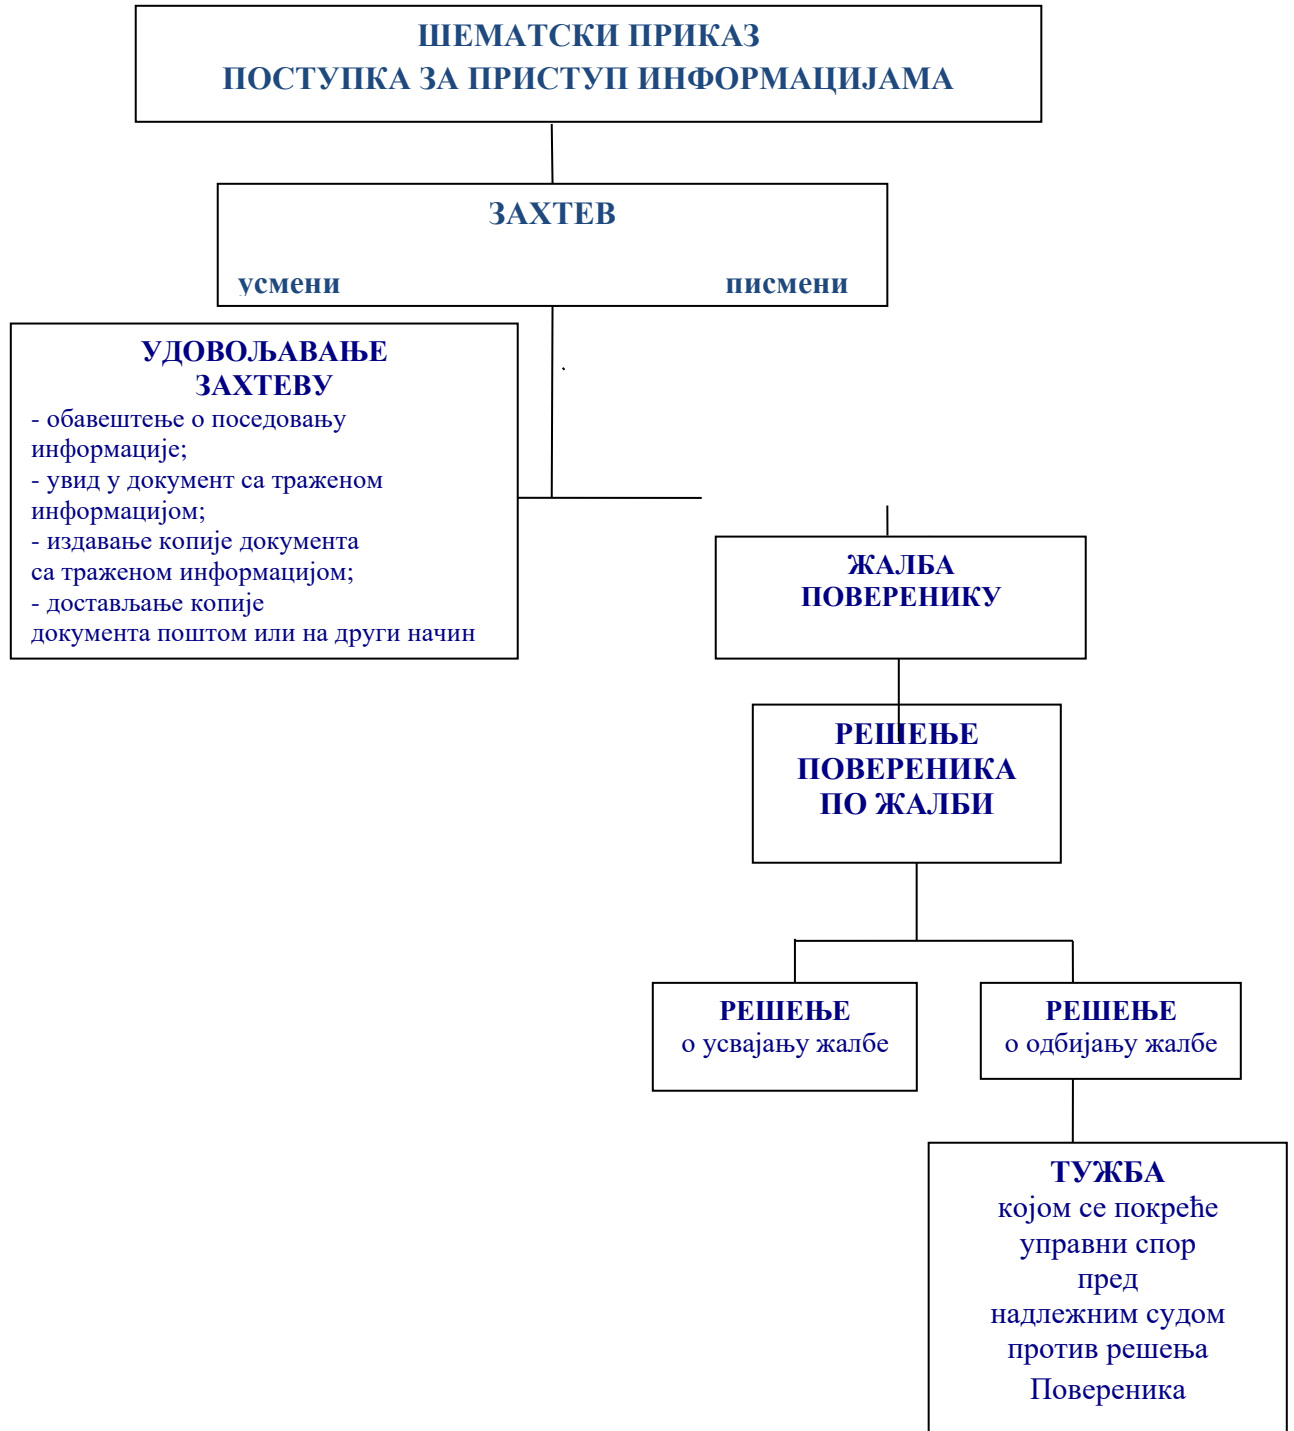 ШЕМАТСКИ ПРИКАЗ
ПОСТУПКА ЗА ПРИСТУП ИНФОРМАЦИЈАМА
ЗАХТЕВ
усмени писмени
УДОВОЉАВАЊЕ
ЗАХТЕВУ
- обавештење о поседовању
информације;
- увид у документ са траженом
информацијом;
- издавање копије документа
са траженом информацијом;
- достављање копије
документа поштом или на други начин
ЖАЛБА
ПОВЕРЕНИКУ
РЕШЕЊЕ
ПОВЕРЕНИКА
ПО ЖАЛБИ
РЕШЕЊЕ
о усвајању жалбе
РЕШЕЊЕ
о одбијању жалбе
ТУЖБА
којом се покреће
управни спор
пред
надлежним судом
против решења
Повереника